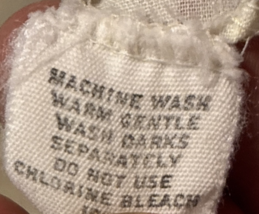 MACHINE WASH
WARM GENTLE
WASH DARKS
SEPARATELY
DO NOT USE
CHLORINE BLEACH